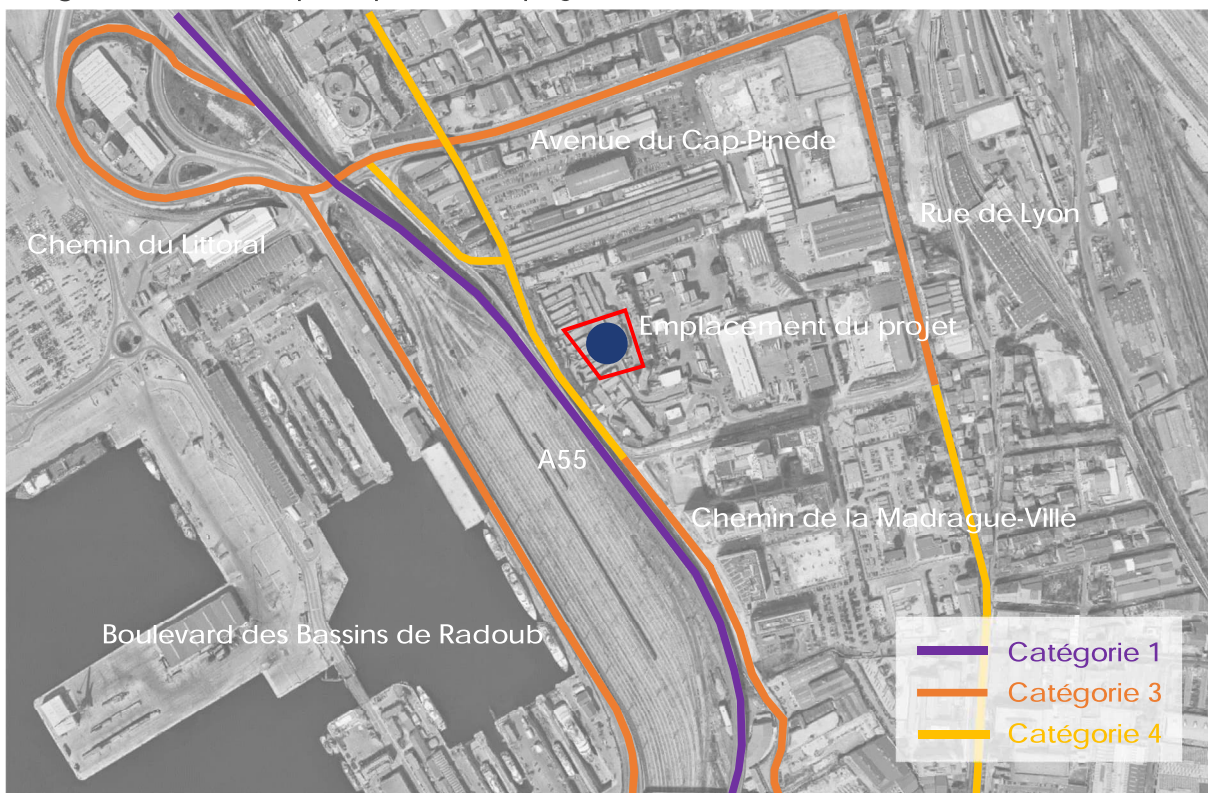 Avenue du Cap-Pinède
Rue de Lyon
Chemin du Littoral
Emplacement du projet
A55
Chemin de la Madrague-Ville
Boulevard des Bassins de Radoub
Catégorie 1
Catégorie 3
Catégorie 4